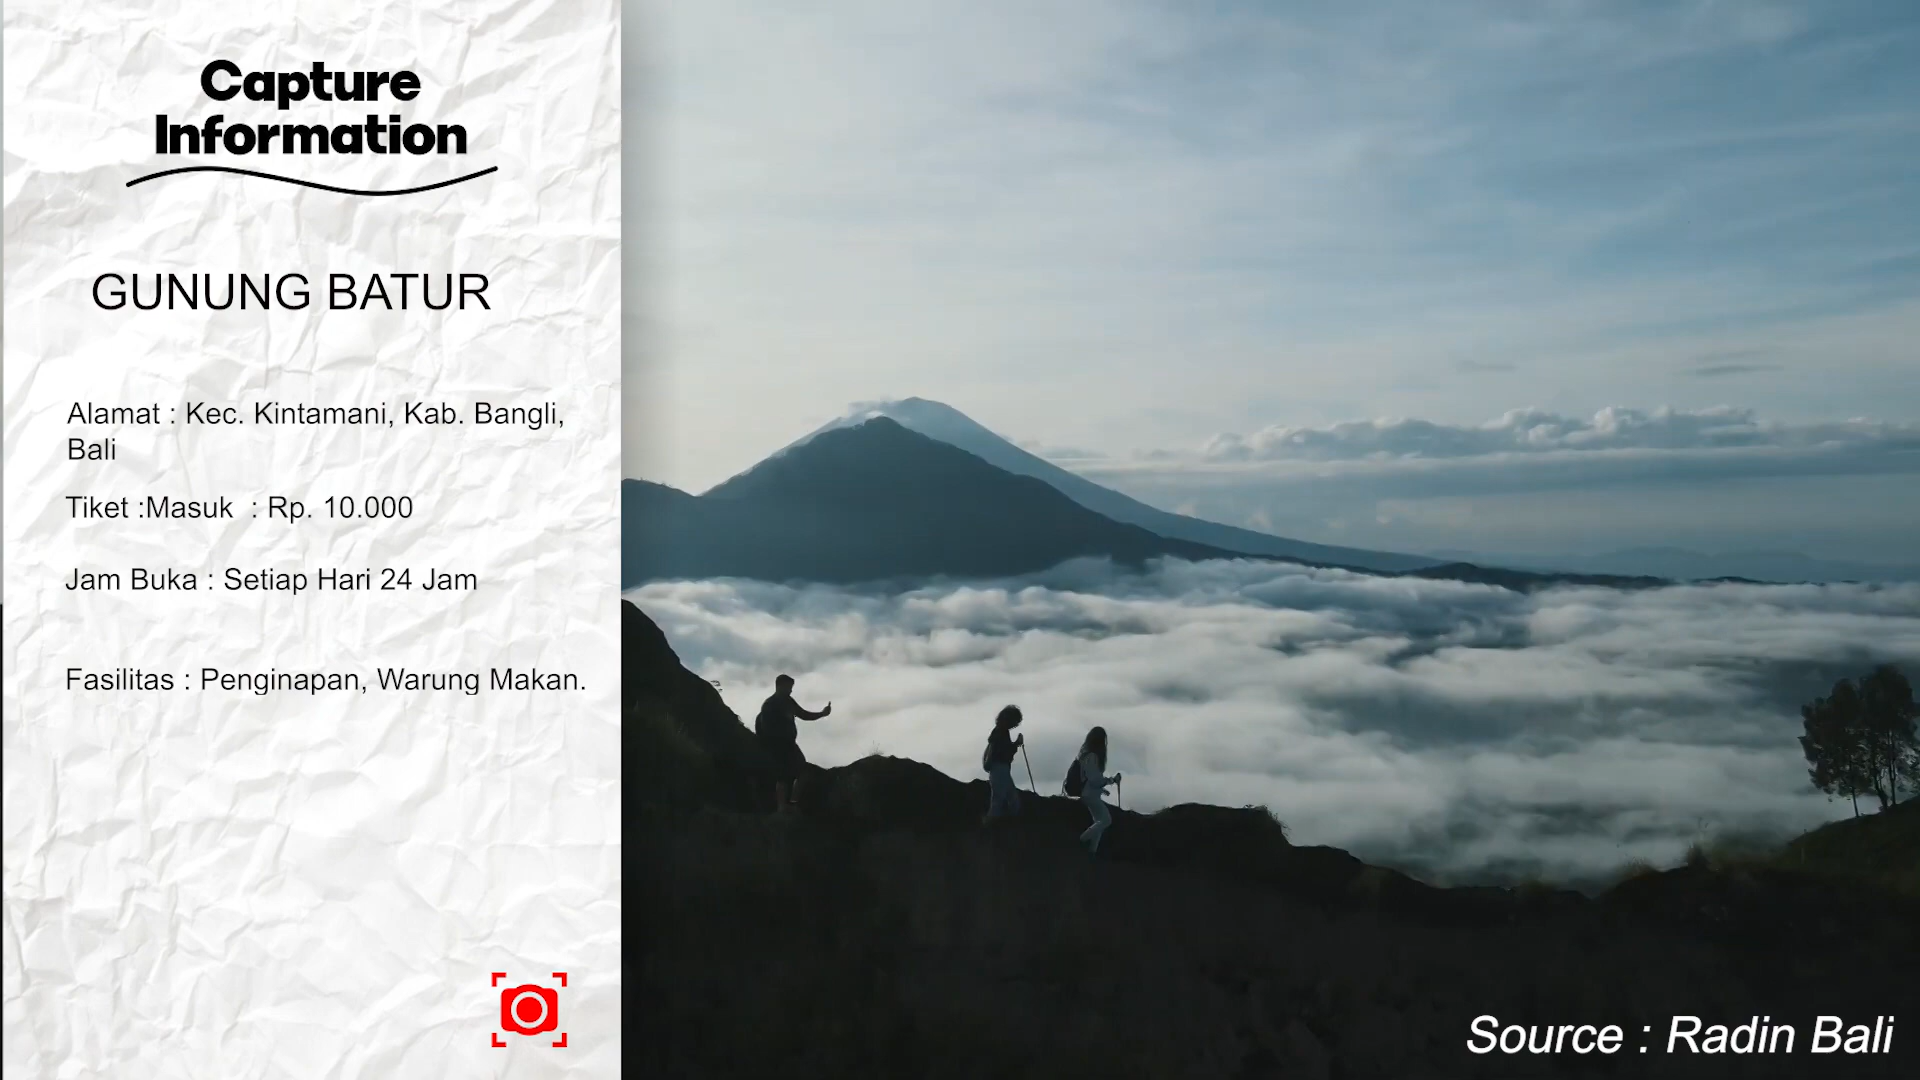 Capture
Information
GUNUNG BATUR
Alamat : Kec. Kintamani, Kab. Bangli,
Bali
Tiket :Masuk  : Rp. 10.000
Jam Buka : Setiap Hari 24 Jam
Fasilitas : Penginapan, Warung Makan.
Source : Radin Bali